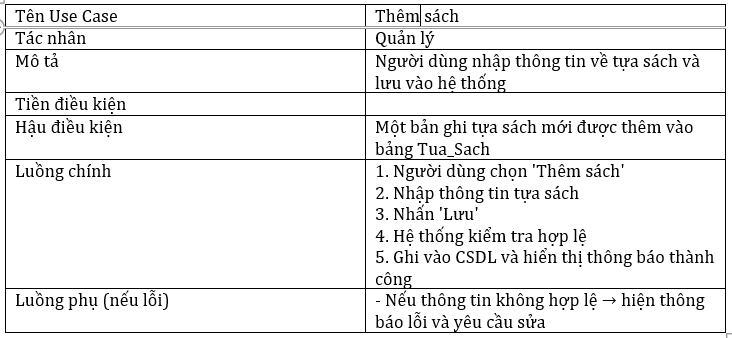 Tên Use Case
Thêm sách
Tác nhân
Quản lý
Mô tả
Người dùng nhập thông tin về tựa sách và
lưu vào hệ thống
Tiền điều kiện
Hậu điều kiện
Một bản ghi tựa sách mới được thêm vào
bảng Tua_Sach
Luồng chính
1. Người dùng chọn 'Thêm sách'
2. Nhập thông tin tựa sách
3. Nhấn 'Lưu'
4. Hệ thống kiểm tra hợp lệ
5. Ghi vào CSDL và hiển thị thông báo thành
công
Luồng phụ (nếu lỗi)
- Nếu thông tin không hợp lệ → hiện thông
báo lỗi và yêu cầu sửa